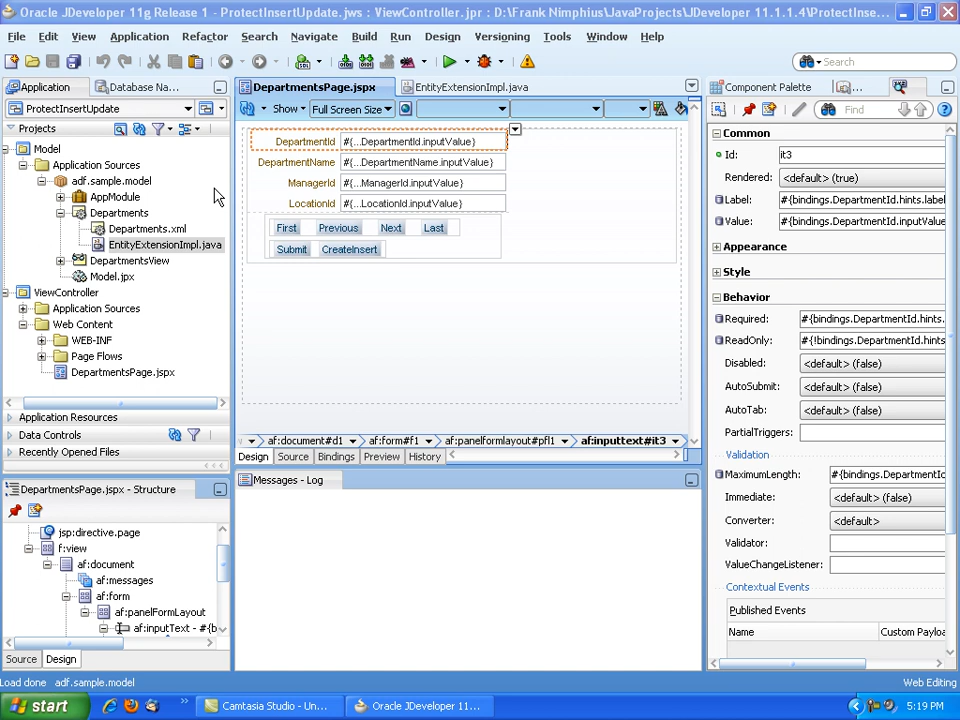 Oracle JDeveloper 11g Release 1 - ProtectInsertUpdate.jws : ViewController.jpr : D:\Frank Nimphius\JavaProjects\JDeveloper 11.1.1.4\ProtectInse...
File Edit View Application Refactor Search Navigate Build Run Design Versioning Tools Window Help
Search
Application
Database Na...
ProtectInsertUpdate
Projects
Model
Application Sources
adf.sample.model
AppModule
Departments
Departments.xml
EntityExtensionImpl.java
DepartmentsView
Model.jpx
ViewController
Application Sources
Web Content
WEB-INF
Page Flows
DepartmentsPage.jspx
Application Resources
Data Controls
Recently Opened Files
DepartmentsPage.jspx - Structure
jsp:directive.page
f:view
af:document
af:messages
af:form
af:panelFormLayout
af:inputText - #{b
Source Design
DepartmentsPage.jspx
EntityExtensionImpl.java
Show
Full Screen Size
DepartmentId #{...DepartmentId.inputValue}
DepartmentName #{...DepartmentName.inputValue}
ManagerId #{...ManagerId.inputValue}
LocationId #{...LocationId.inputValue}
First Previous Next Last
Submit CreateInsert
af:document#d1 af:form#f1 af:panelformlayout#pfl1 af:inputtext#it3
Design Source Bindings Preview History
Messages - Log
Component Palette
Find
Common
Id: it3
Rendered: <default> (true)
Label: #{bindings.DepartmentId.hints.label
Value: #{bindings.DepartmentId.inputValue
Appearance
Style
Behavior
Required: #{bindings.DepartmentId.hints.
ReadOnly: #{!bindings.DepartmentId.hints
Disabled: <default> (false)
AutoSubmit: <default> (false)
AutoTab: <default> (false)
PartialTriggers:
Validation
MaximumLength: #{bindings.DepartmentId
Immediate: <default> (false)
Converter: <default>
Validator:
ValueChangeListener:
Contextual Events
Published Events
Name Custom Payloa
Load done adf.sample.model
Web Editing
start
Camtasia Studio - Un...
Oracle JDeveloper 11...
5:19 PM